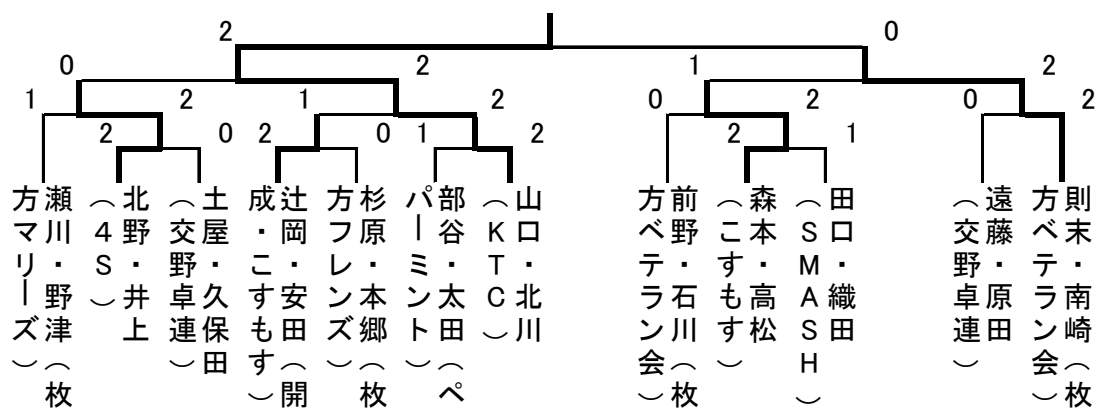 2
0
0
2
1
2
1
2
1
2
0
2
0
2
2
0
2
0
1
2
2
1
瀬川・野津（枚
方マリーズ）
北野・井上
（４Ｓ）
土屋・久保田
（交野卓連）
辻岡・安田（開
成・こすもす）
杉原・本郷（枚
方フレンズ）
部谷・太田（ペ
パーミント）
山口・北川
（ＫＴＣ）
前野・石川（枚
方ベテラン会）
森本・高松
（こすもす）
田口・織田
（ＳＭＡＳＨ）
遠藤・原田
（交野卓連）
則末・南崎（枚
方ベテラン会）